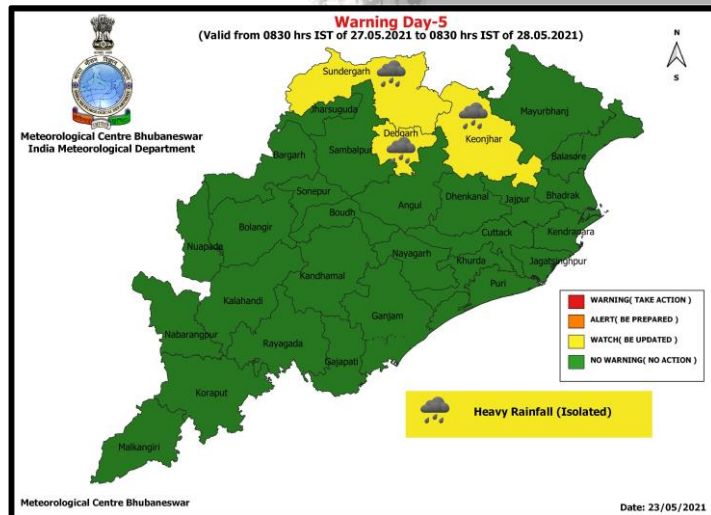 Warning Day-5
(Valid from 0830 hrs IST of 27.05.2021 to 0830 hrs IST of 28.05.2021)
N
S
Meteorological Centre Bhubaneswar
India Meteorological Department
Sundergarh
Jharsuguda
Deogarh
Keonjhar
Mayurbhanj
Balasore
Bargarh
Sambalpur
Sonepur
Angul
Dhenkanal
Jajpur
Bhadrak
Nuapada
Bolangir
Boudh
Cuttack
Kendrapara
Nayagarh
Khurda
Jagatsinghpur
Kandhamal
Puri
Kalahandi
Ganjam
Nabarangpur
Rayagada
Gajapati
Koraput
Malkangiri
WARNING( TAKE ACTION )
ALERT( BE PREPARED )
WATCH( BE UPDATED )
NO WARNING( NO ACTION )
Heavy Rainfall (Isolated)
Meteorological Centre Bhubaneswar
Date: 23/05/2021